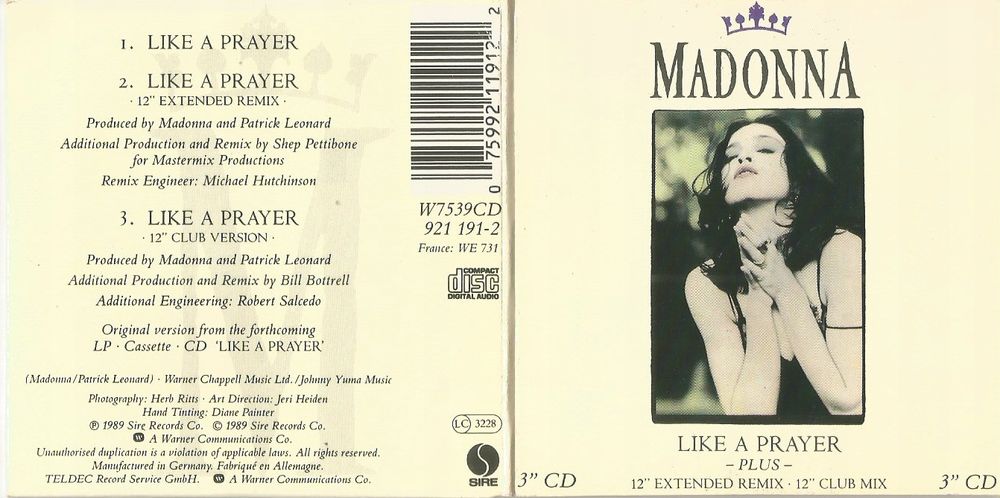 1. LIKE A PRAYER
2. LIKE A PRAYER
· 12" EXTENDED REMIX ·
Produced by Madonna and Patrick Leonard
Additional Production and Remix by Shep Pettibone
for Mastermix Productions
Remix Engineer: Michael Hutchinson
3. LIKE A PRAYER
· 12" CLUB VERSION ·
Produced by Madonna and Patrick Leonard
Additional Production and Remix by Bill Bottrell
Additional Engineering: Robert Salcedo
Original version from the forthcoming
LP · Cassette · CD 'LIKE A PRAYER'
(Madonna/Patrick Leonard) · Warner Chappell Music Ltd./Johnny Yuma Music
Photography: Herb Ritts · Art Direction: Jeri Heiden
Hand Tinting: Diane Painter
℗ 1989 Sire Records Co. © 1989 Sire Records Co.
A Warner Communications Co.
Unauthorised duplication is a violation of applicable laws. All rights reserved.
Manufactured in Germany. Fabriqué en Allemagne.
TELDEC Record Service GmbH. A Warner Communications Co.
0 75992 11912 2
W7539CD
921 191-2
France: WE 731
COMPACT
disc
DIGITAL AUDIO
LC 3228
SIRE
MADONNA
LIKE A PRAYER
– PLUS –
12" EXTENDED REMIX · 12" CLUB MIX
3" CD
3" CD